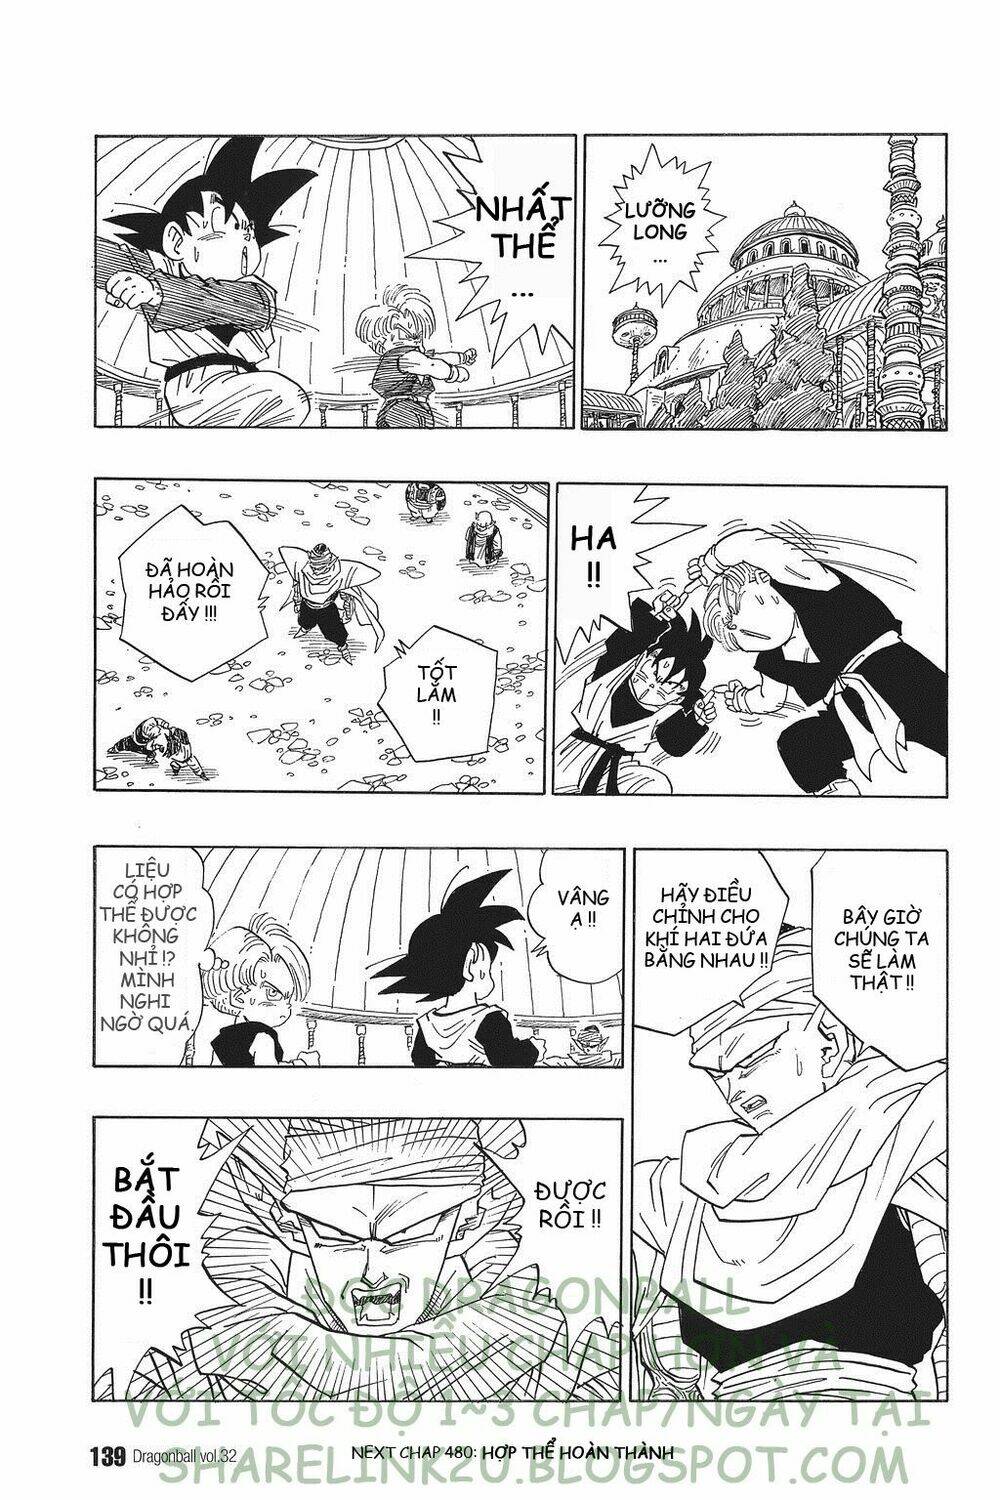 LƯỠNG
LONG
...
NHẤT
THỂ
...
HA
!!
ĐÃ HOÀN
HẢO RỒI
ĐẤY !!!
TỐT
LẮM
!!
BÂY GIỜ
CHÚNG TA
SẼ LÀM
THẬT !!
HÃY ĐIỀU
CHỈNH CHO
KHÍ HAI ĐỨA
BẰNG NHAU !!
VÂNG
Ạ !!
LIỆU
CÓ HỢP
THỂ ĐƯỢC
KHÔNG
NHỈ !?
MÌNH
NGHI
NGỜ QUÁ
ĐƯỢC
RỒI !!
BẮT
ĐẦU
THÔI
!!
ĐỌC DRAGONBALL
VỚI NHIỀU CHAP HƠN VÀ
VỚI TỐC ĐỘ 1~3 CHAP/NGÀY TẠI
SHARELINK2U.BLOGSPOT.COM
139 Dragonball vol.32
NEXT CHAP 480: HỢP THỂ HOÀN THÀNH